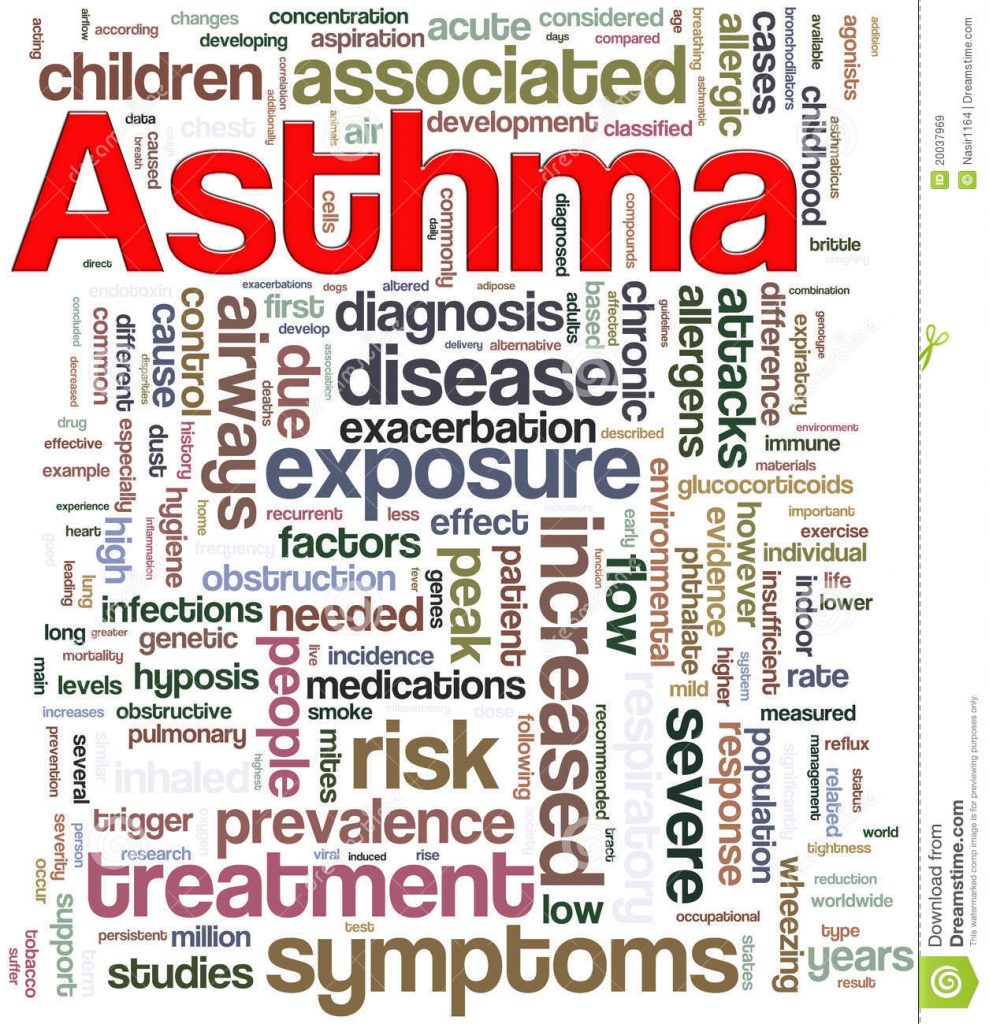 acting
airflow
according
changes
concentration
developing
aspiration
acute
days
considered
compared
age
breathing
allergic
cases
bronchodilators
available
agonists
addition
children
correlation
associated
asthmatic
additionally
data
caused
breath
chest
animals
air
development
classified
childhood
asthmaticus
Asthma
cells
commonly
daily
diagnosed
compounds
brittle
coughing
direct
endotoxin
exacerbations
dogs
altered
adipose
combination
concluded
common
different
disparities
cause
control
airways
first
develop
due
association
diagnosis
delivery
alternative
adults
based
affected
chronic
guidelines
allergens
attacks
difference
expiratory
genotype
decreased
deaths
disease
exacerbation
described
environment
immune
drug
effective
example
especially
dust
history
exposure
materials
glucocorticoids
experience
heart
high
inflammation
hygiene
home
recurrent
less
effect
indications
increased
early
environmental
evidence
however
important
exercise
individual
good
frequency
factors
function
flow
leading
lung
obstruction
fever
genes
peak
patient
phthalate
insufficient
indoor
life
lower
infections
needed
long
greater
genetic
people
live
incidence
mortality
main
levels
hyposis
medications
mild
higher
system
rate
increases
obstructive
smoke
inflammatory
dose
following
recommended
respiratory
severe
response
population
measured
prevention
several
similar
pulmonary
inhaled
highest
mites
risk
significantly
management
reflux
related
status
severity
person
trigger
oxygen
prevalence
tract
world
tightness
research
viral
induced
rise
occur
treatment
wheezing
reduction
worldwide
support
low
occupational
type
tobacco
suffer
term
persistent
million
test
studies
symptoms
states
years
result
ID 20037969
© Nasir1164 | Dreamstime.com
Download from
Dreamstime.com
This watermarked comp image is for previewing purposes only.